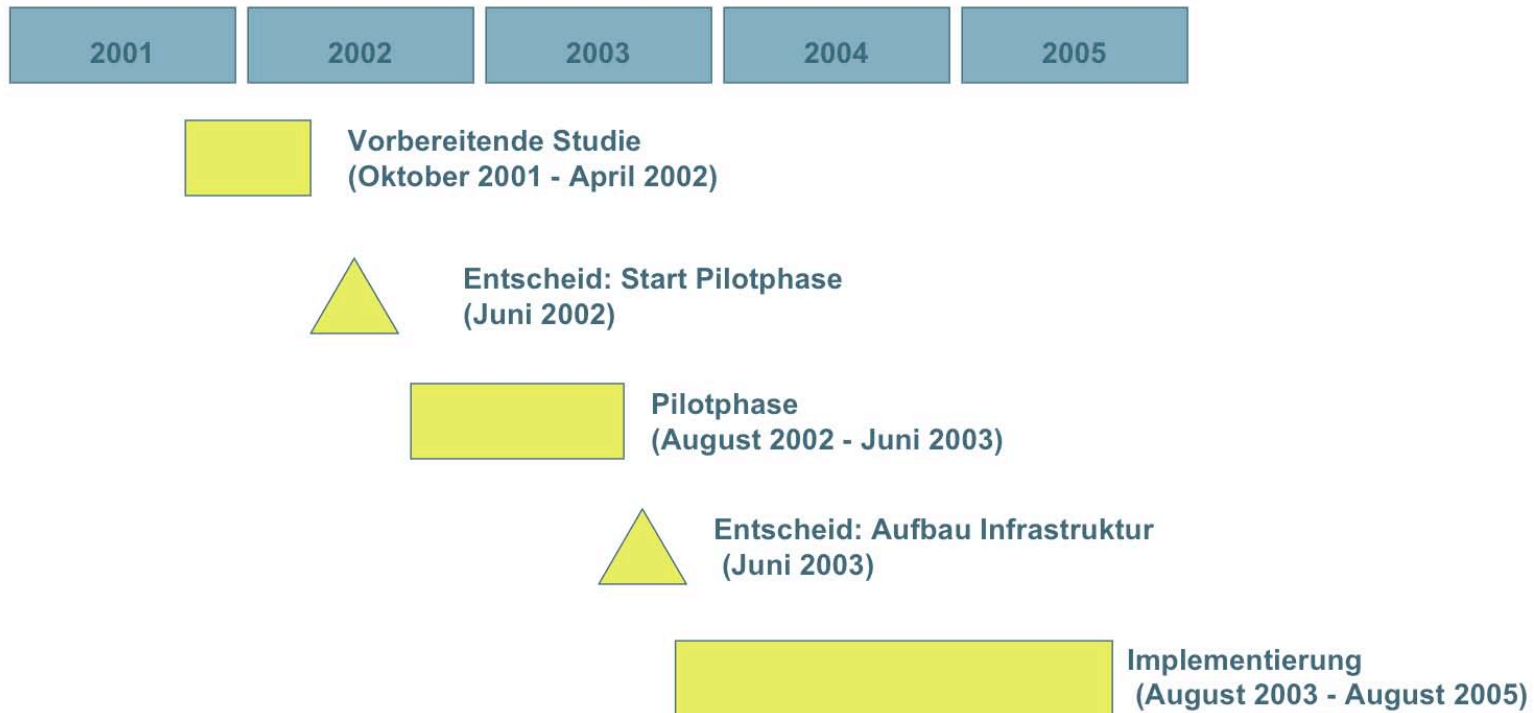 2001 2002 2003 2004 2005
Vorbereitende Studie
(Oktober 2001 - April 2002)
Entscheid: Start Pilotphase
(Juni 2002)
Pilotphase
(August 2002 - Juni 2003)
Entscheid: Aufbau Infrastruktur
(Juni 2003)
Implementierung
(August 2003 - August 2005)